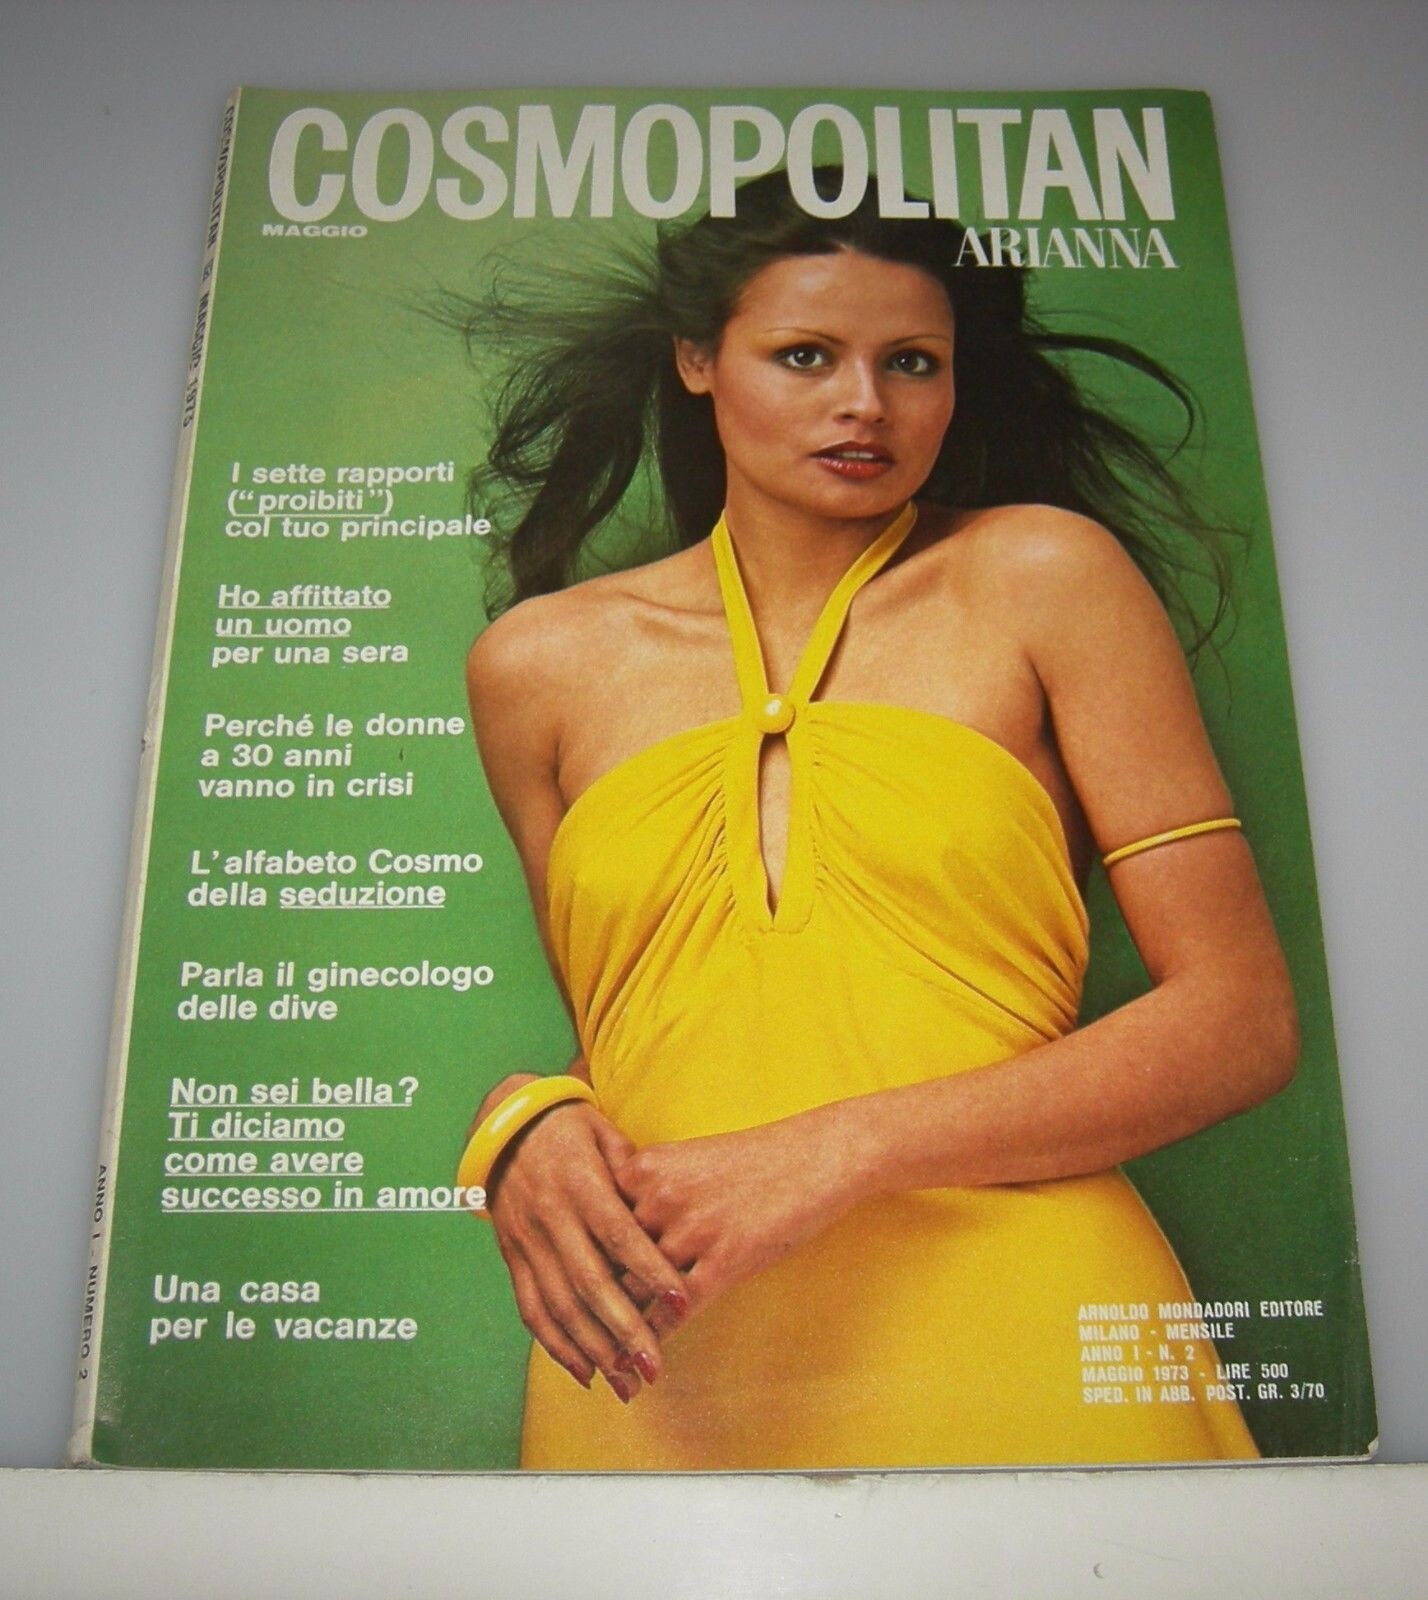 COSMOPOLITAN
MAGGIO
ARIANNA
I sette rapporti
("proibiti")
col tuo principale
Ho affittato
un uomo
per una sera
Perché le donne
a 30 anni
vanno in crisi
L'alfabeto Cosmo
della seduzione
Parla il ginecologo
delle dive
Non sei bella?
Ti diciamo
come avere
successo in amore
Una casa
per le vacanze
ARNOLDO MONDADORI EDITORE
MILANO - MENSILE
ANNO I - N. 2
MAGGIO 1973 - LIRE 500
SPED. IN ABB. POST. GR. 3/70
COSMOPOLITAN MAGGIO 1973
ANNO I - NUMERO 2